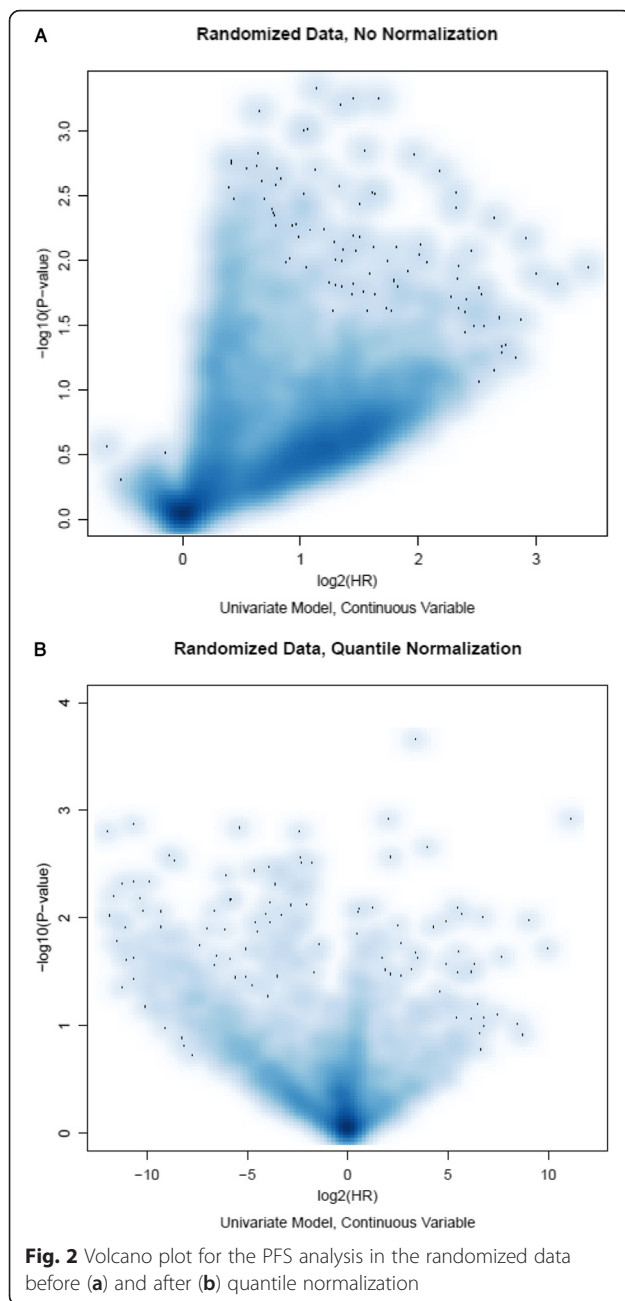 A
Randomized Data, No Normalization
3.0
2.5
2.0
1.5
1.0
0.5
0.0
−log10(P−value)
0
1
2
3
log2(HR)
Univariate Model, Continuous Variable
B
Randomized Data, Quantile Normalization
4
3
2
1
0
−log10(P−value)
−10
−5
0
5
10
log2(HR)
Univariate Model, Continuous Variable
Fig. 2 Volcano plot for the PFS analysis in the randomized data
before (a) and after (b) quantile normalization